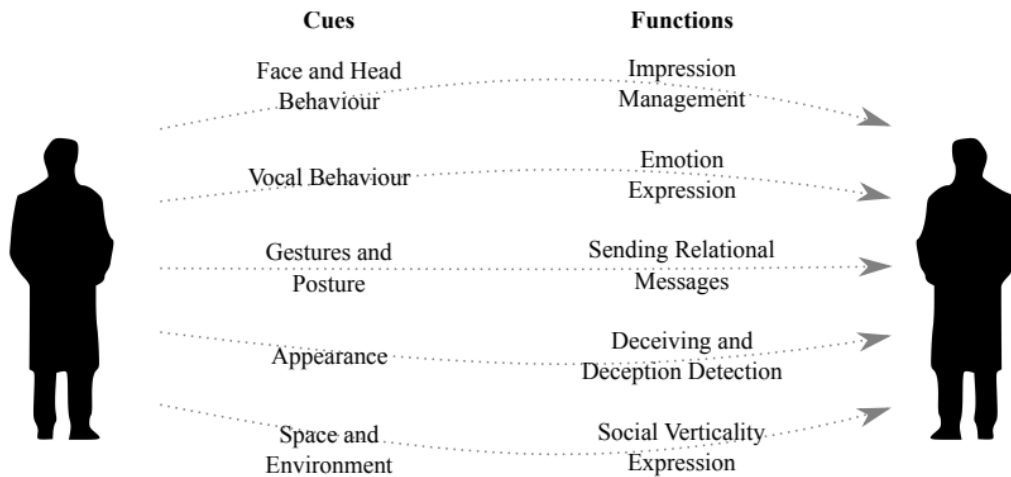 Cues
Functions
Face and Head
Behaviour
Impression
Management
Vocal Behaviour
Emotion
Expression
Gestures and
Posture
Sending Relational
Messages
Appearance
Deceiving and
Deception Detection
Space and
Environment
Social Verticality
Expression